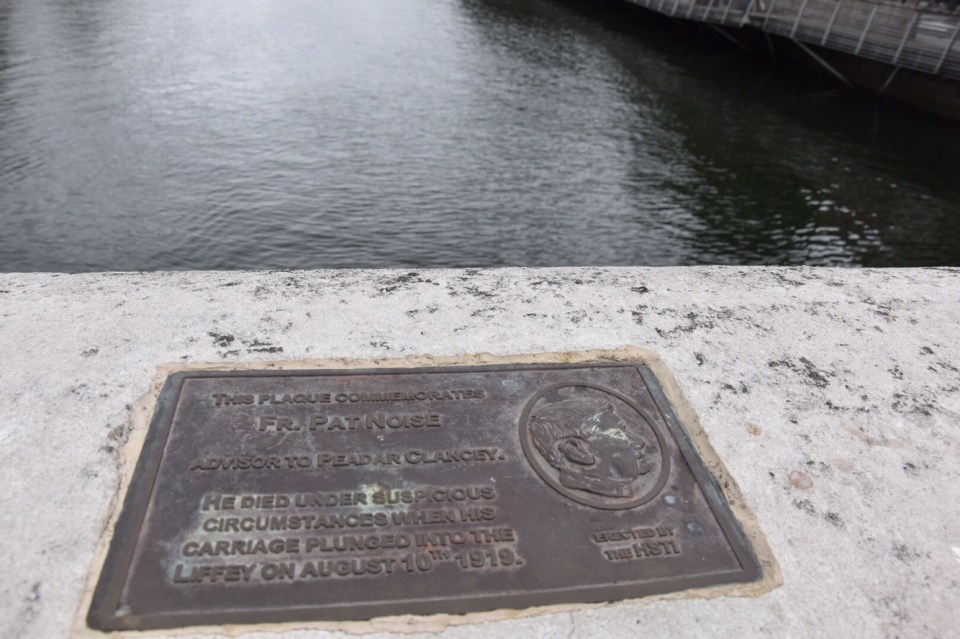 THIS PLAQUE COMMEMORATES
FR. PAT NOISE
ADVISOR TO PEADAR CLANCEY.
HE DIED UNDER SUSPICIOUS
CIRCUMSTANCES WHEN HIS
CARRIAGE PLUNGED INTO THE
LIFFEY ON AUGUST 10TH 1919.
ERECTED BY
THE HSTI